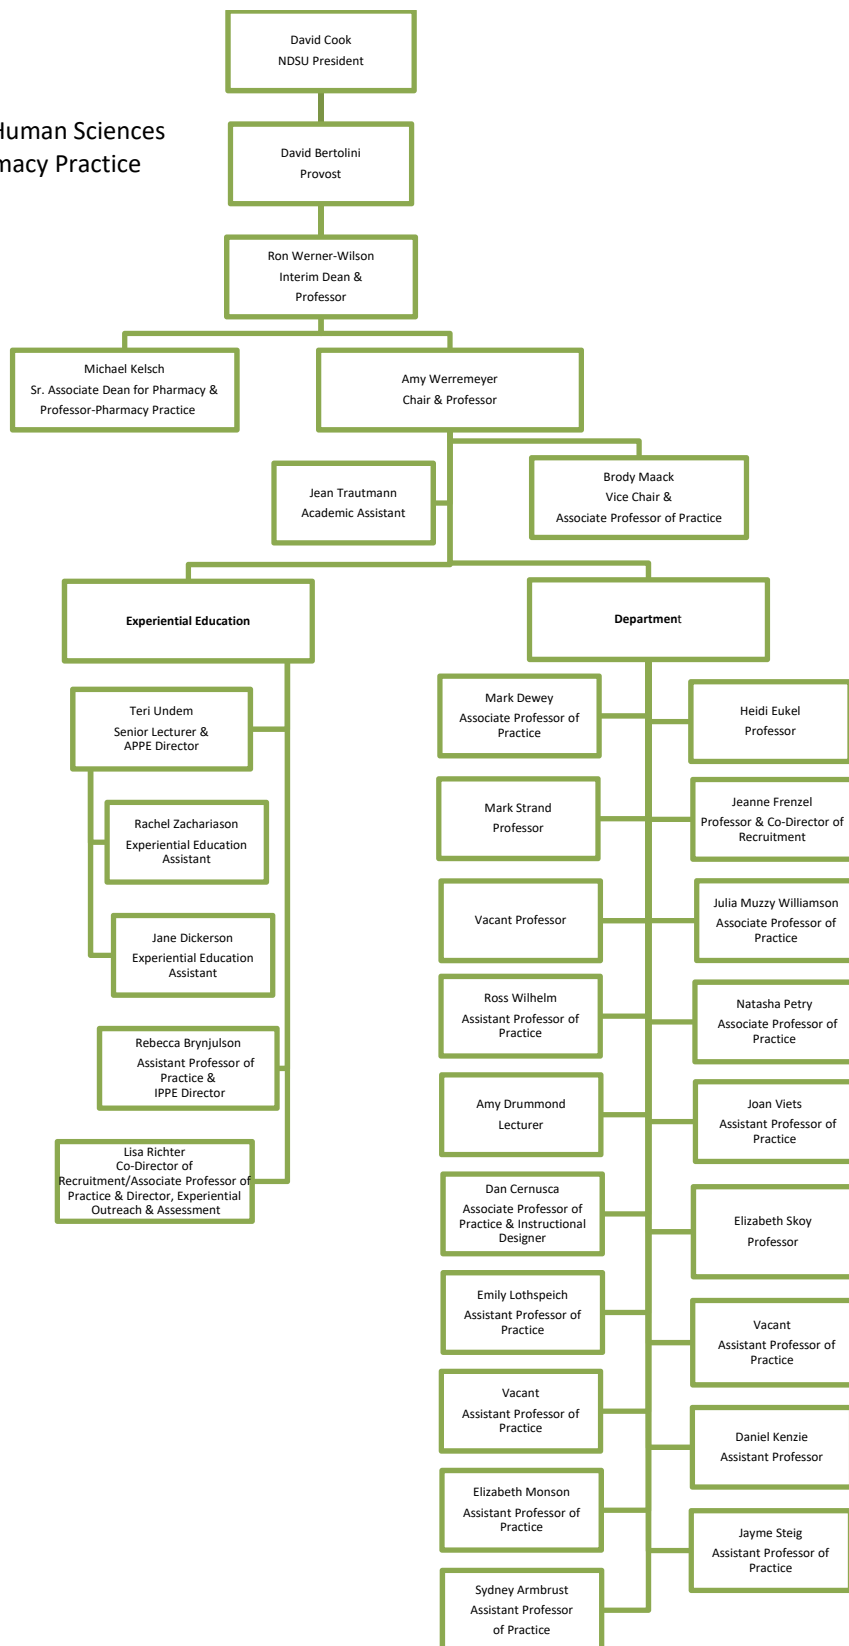 David Cook
NDSU President
Human Sciences
macy Practice
David Bertolini
Provost
Ron Werner-Wilson
Interim Dean &
Professor
Michael Kelsch
Sr. Associate Dean for Pharmacy &
Professor-Pharmacy Practice
Amy Werremeyer
Chair & Professor
Jean Trautmann
Academic Assistant
Brody Maack
Vice Chair &
Associate Professor of Practice
Experiential Education
Teri Undem
Senior Lecturer &
APPE Director
Rachel Zachariason
Experiential Education
Assistant
Jane Dickerson
Experiential Education
Assistant
Rebecca Brynjulson
Assistant Professor of
Practice &
IPPE Director
Lisa Richter
Co-Director of
Recruitment/Associate Professor of
Practice & Director, Experiential
Outreach & Assessment
Department
Mark Dewey
Associate Professor of
Practice
Heidi Eukel
Professor
Mark Strand
Professor
Jeanne Frenzel
Professor & Co-Director of
Recruitment
Vacant Professor
Julia Muzzy Williamson
Associate Professor of
Practice
Ross Wilhelm
Assistant Professor of
Practice
Natasha Petry
Associate Professor of
Practice
Amy Drummond
Lecturer
Joan Viets
Assistant Professor of
Practice
Dan Cernusca
Associate Professor of
Practice & Instructional
Designer
Elizabeth Skoy
Professor
Emily Lothspeich
Assistant Professor of
Practice
Vacant
Assistant Professor of
Practice
Vacant
Assistant Professor of
Practice
Daniel Kenzie
Assistant Professor
Elizabeth Monson
Assistant Professor of
Practice
Jayme Steig
Assistant Professor of
Practice
Sydney Armbrust
Assistant Professor
of Practice